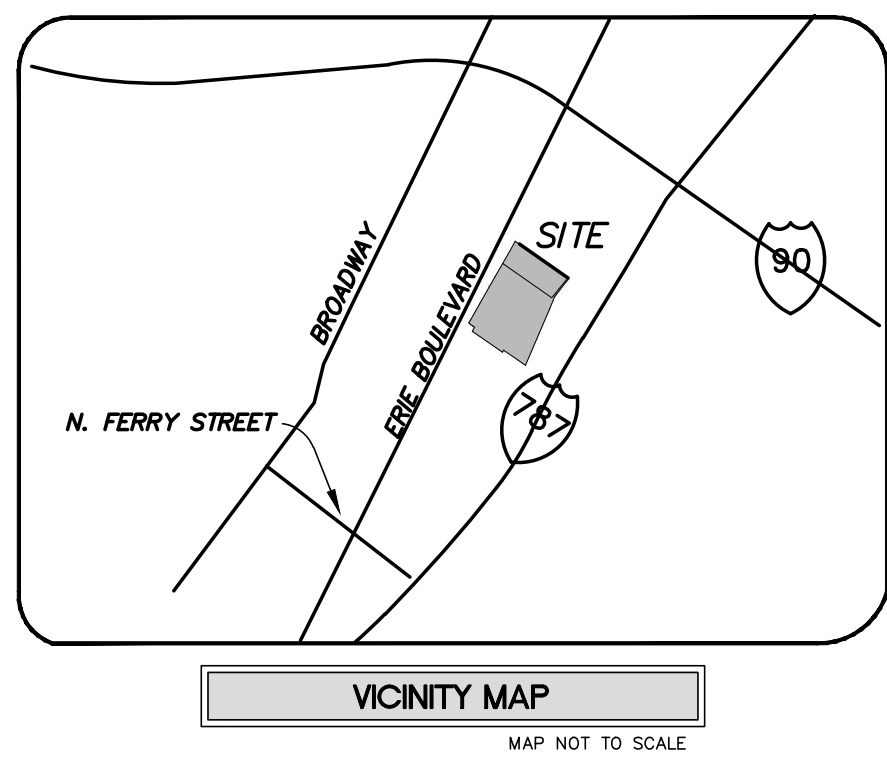 SITE
BROADWAY
90
ERIE BOULEVARD
787
N. FERRY STREET
VICINITY MAP
MAP NOT TO SCALE